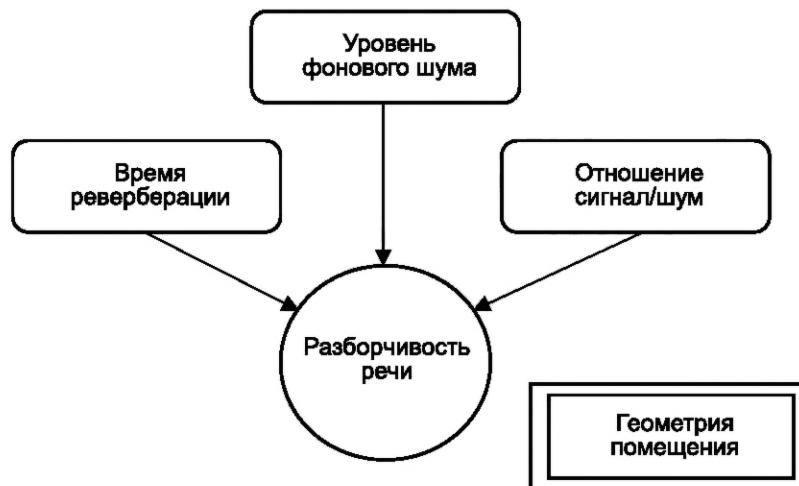 Уровень
фонового шума
Время
реверберации
Отношение
сигнал/шум
Разборчивость
речи
Геометрия
помещения